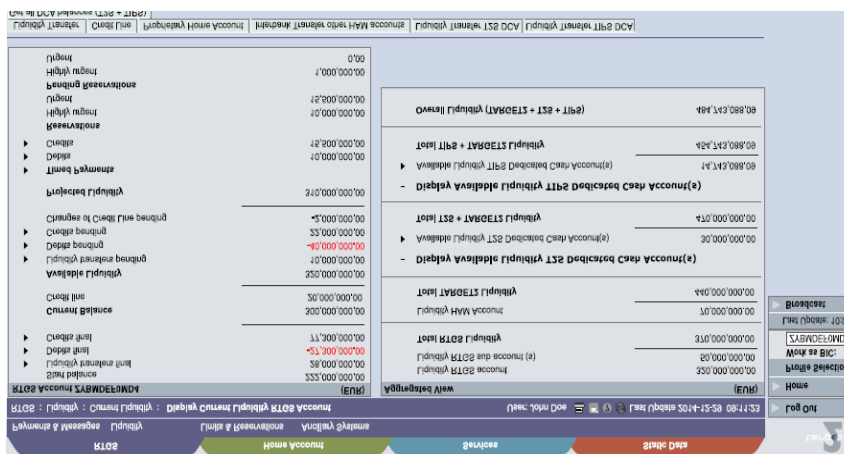 RTGS
Home Account
Services
Static Data
Payments & Messages
Liquidity
Limits & Reservations
Ancillary Systems
RTGS : Liquidity : Current Liquidity : Display Current Liquidity RTGS Account
User: John Doe
Last Update 2014-12-29 09:11:23
Log Out
Home
Profile Selectio
Work as BIC:
ZYBMDEF0MD
Last Update: 10:
Broadcast
RTGS Account ZYBMDEF0MD4 (EUR)
Start balance 222,000,000.00
Liquidity transfers final 28,000,000.00
Debits final -27,300,000.00
Credits final 77,300,000.00
Current Balance 300,000,000.00
Credit line 20,000,000.00
Available Liquidity 320,000,000.00
Liquidity transfers pending 10,000,000.00
Debits pending -40,000,000.00
Credits pending 22,000,000.00
Changes of Credit Line pending -2,000,000.00
Projected Liquidity 310,000,000.00
Timed Payments
Debits 10,000,000.00
Credits 15,500,000.00
Reservations
Highly urgent 10,000,000.00
Urgent 15,500,000.00
Pending Reservations
Highly urgent 1,000,000.00
Urgent 0,00
Aggregated View (EUR)
Liquidity RTGS account 320,000,000.00
Liquidity RTGS sub account (s) 50,000,000.00
Total RTGS Liquidity 370,000,000.00
Liquidity HAM Account 70,000,000.00
Total TARGET2 Liquidity 440,000,000.00
- Display Available Liquidity T2S Dedicated Cash Account(s)
Available Liquidity T2S Dedicated Cash Account(s) 30,000,000.00
Total T2S + TARGET2 Liquidity 470,000,000.00
- Display Available Liquidity TIPS Dedicated Cash Account(s)
Available Liquidity TIPS Dedicated Cash Account(s) 14,743,088.09
Total TIPS + TARGET2 Liquidity 454,743,088.09
Overall Liquidity (TARGET2 + T2S + TIPS) 484,743,088.09
Liquidity Transfer
Credit Line
Proprietary Home Account
Interbank Transfer other HAM accounts
Liquidity Transfer T2S DCA
Liquidity Transfer TIPS DCA
Get all DCA balances (T2S + TIPS)